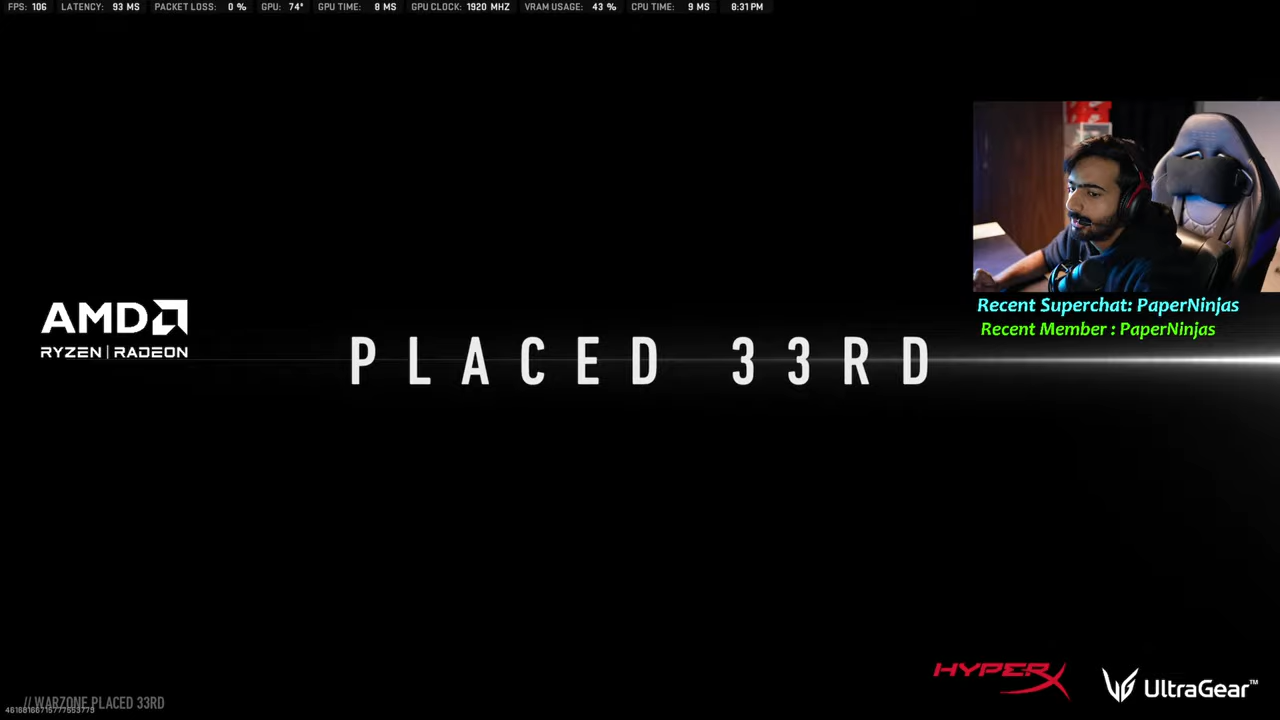 FPS: 106 LATENCY: 93 MS PACKET LOSS: 0 % GPU: 74° GPU TIME: 8 MS GPU CLOCK: 1920 MHZ VRAM USAGE: 43 % CPU TIME: 9 MS 8:31 PM
Recent Superchat: PaperNinjas
Recent Member : PaperNinjas
AMD
RYZEN | RADEON
PLACED 33RD
HYPERX
UltraGear™
// WARZONE PLACED 33RD